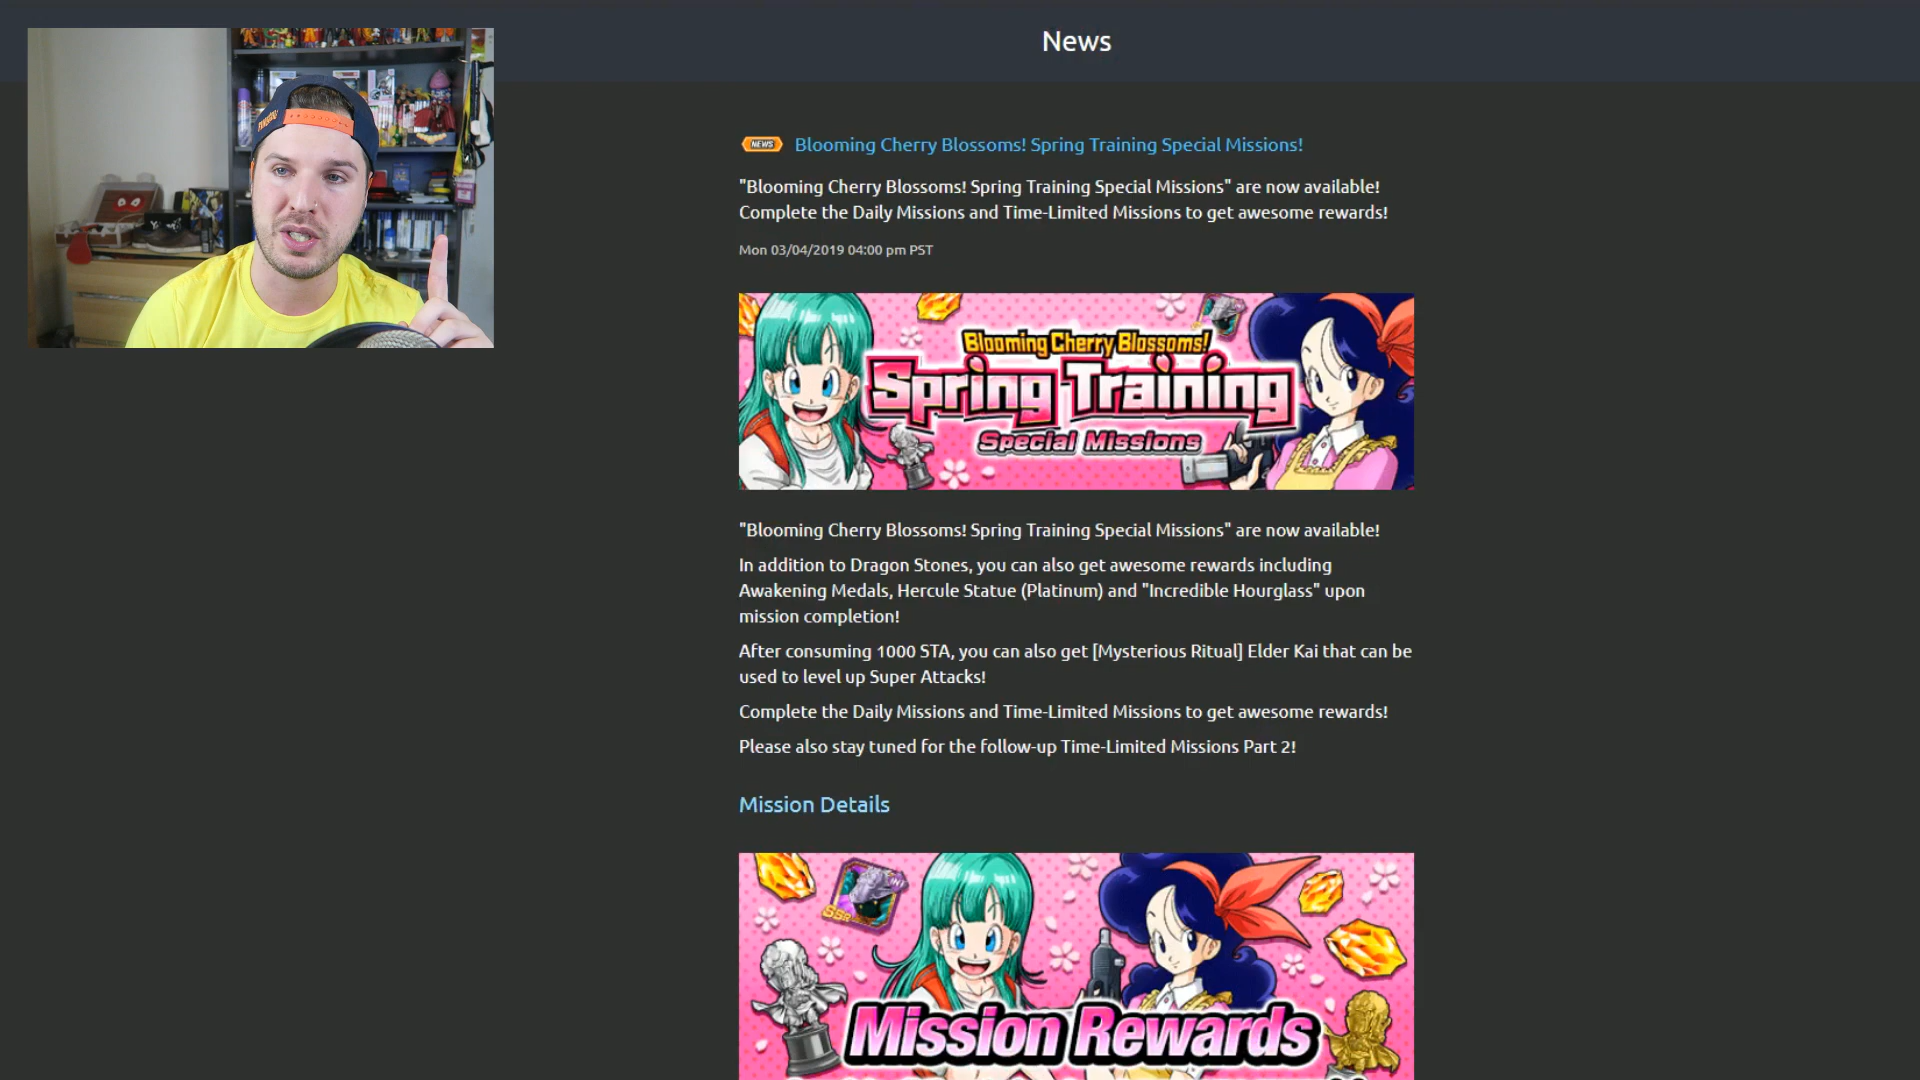 News
NEWS Blooming Cherry Blossoms! Spring Training Special Missions!
"Blooming Cherry Blossoms! Spring Training Special Missions" are now available!
Complete the Daily Missions and Time-Limited Missions to get awesome rewards!
Mon 03/04/2019 04:00 pm PST
Blooming Cherry Blossoms!
Spring Training
Special Missions
"Blooming Cherry Blossoms! Spring Training Special Missions" are now available!
In addition to Dragon Stones, you can also get awesome rewards including
Awakening Medals, Hercule Statue (Platinum) and "Incredible Hourglass" upon
mission completion!
After consuming 1000 STA, you can also get [Mysterious Ritual] Elder Kai that can be
used to level up Super Attacks!
Complete the Daily Missions and Time-Limited Missions to get awesome rewards!
Please also stay tuned for the follow-up Time-Limited Missions Part 2!
Mission Details
INT
SSR
Mission Rewards